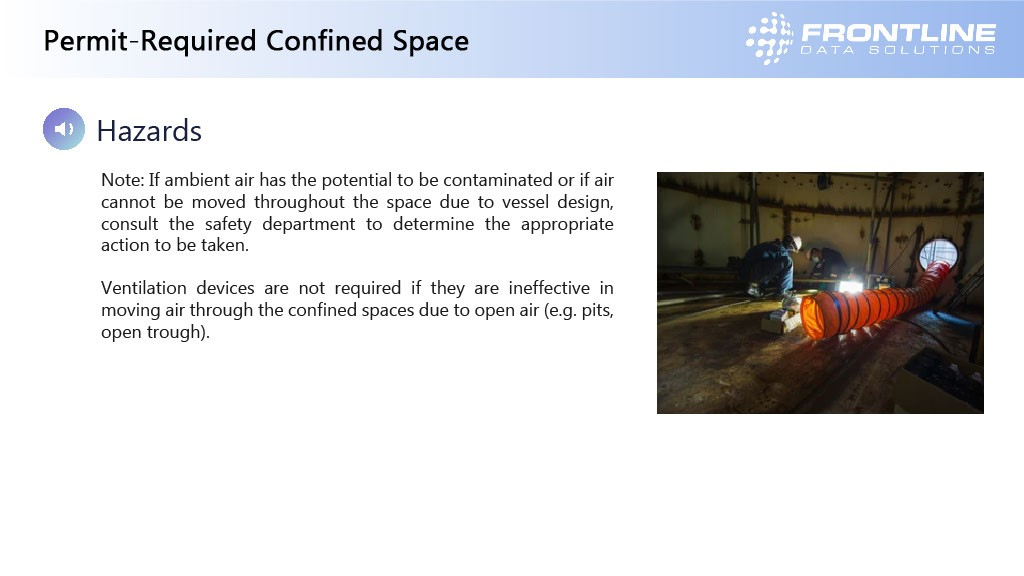 Permit-Required Confined Space
FRONTLINE
DATA SOLUTIONS
Hazards
Note: If ambient air has the potential to be contaminated or if air
cannot be moved throughout the space due to vessel design,
consult the safety department to determine the appropriate
action to be taken.
Ventilation devices are not required if they are ineffective in
moving air through the confined spaces due to open air (e.g. pits,
open trough).